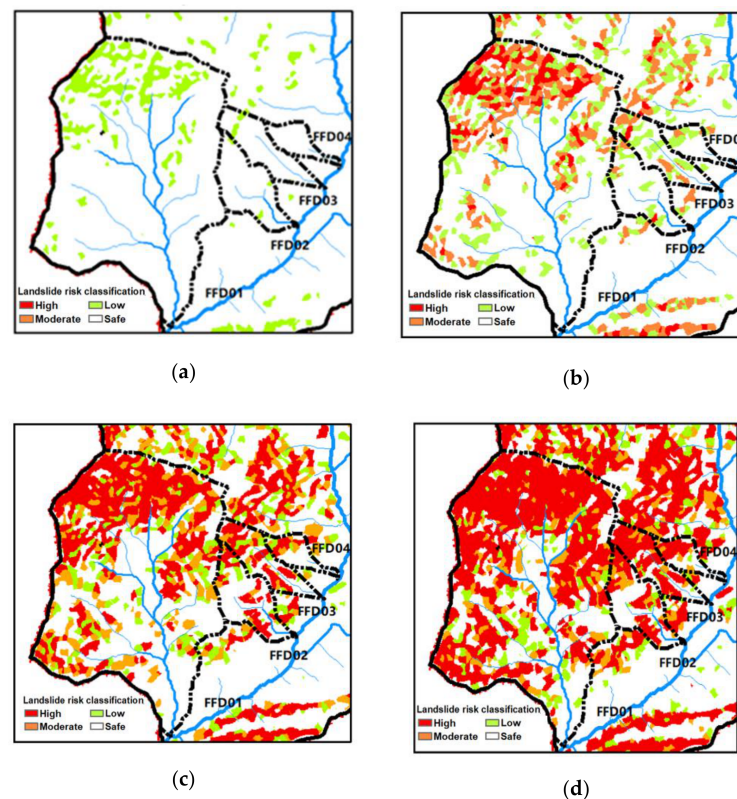 FFD04
FFD03
FFD02
FFD01
Landslide risk classification
High Low
Moderate Safe
(a)
FFD0
FFD03
FFD02
FFD01
Landslide risk classification
High Low
Moderate Safe
(b)
FFD04
FFD03
FFD02
FFD01
Landslide risk classification
High Low
Moderate Safe
(c)
FFD04
FFD03
FFD02
FFD01
Landslide risk classification
High Low
Moderate Safe
(d)